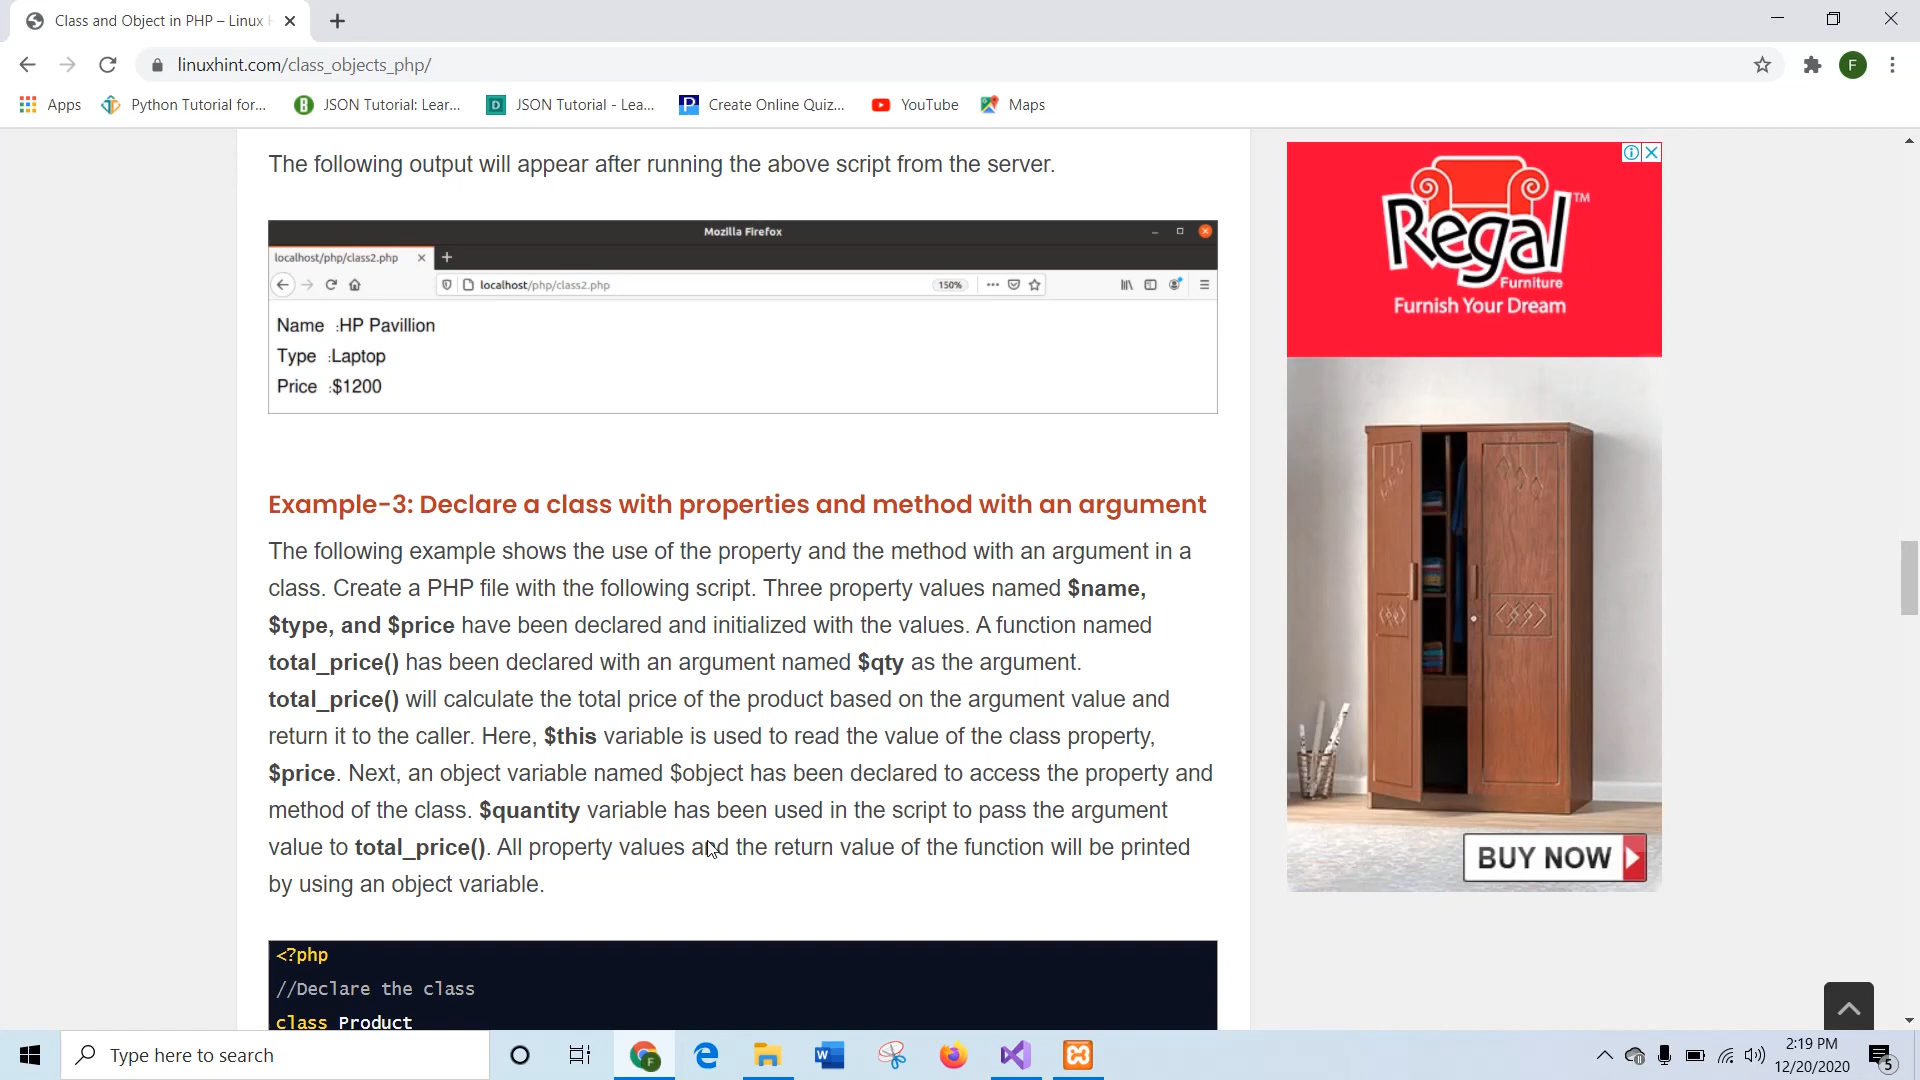 Class and Object in PHP – Linux
linuxhint.com/class_objects_php/
F
Apps
Python Tutorial for...
JSON Tutorial: Lear...
JSON Tutorial - Lea...
Create Online Quiz...
YouTube
Maps
The following output will appear after running the above script from the server.
Mozilla Firefox
localhost/php/class2.php
localhost/php/class2.php
150%
Name :HP Pavillion
Type :Laptop
Price :$1200
Example-3: Declare a class with properties and method with an argument
The following example shows the use of the property and the method with an argument in a
class. Create a PHP file with the following script. Three property values named $name,
$type, and $price have been declared and initialized with the values. A function named
total_price() has been declared with an argument named $qty as the argument.
total_price() will calculate the total price of the product based on the argument value and
return it to the caller. Here, $this variable is used to read the value of the class property,
$price. Next, an object variable named $object has been declared to access the property and
method of the class. $quantity variable has been used in the script to pass the argument
value to total_price(). All property values and the return value of the function will be printed
by using an object variable.
<?php
//Declare the class
class Product
Regal™
Furniture
Furnish Your Dream
BUY NOW
Type here to search
2:19 PM
12/20/2020
5